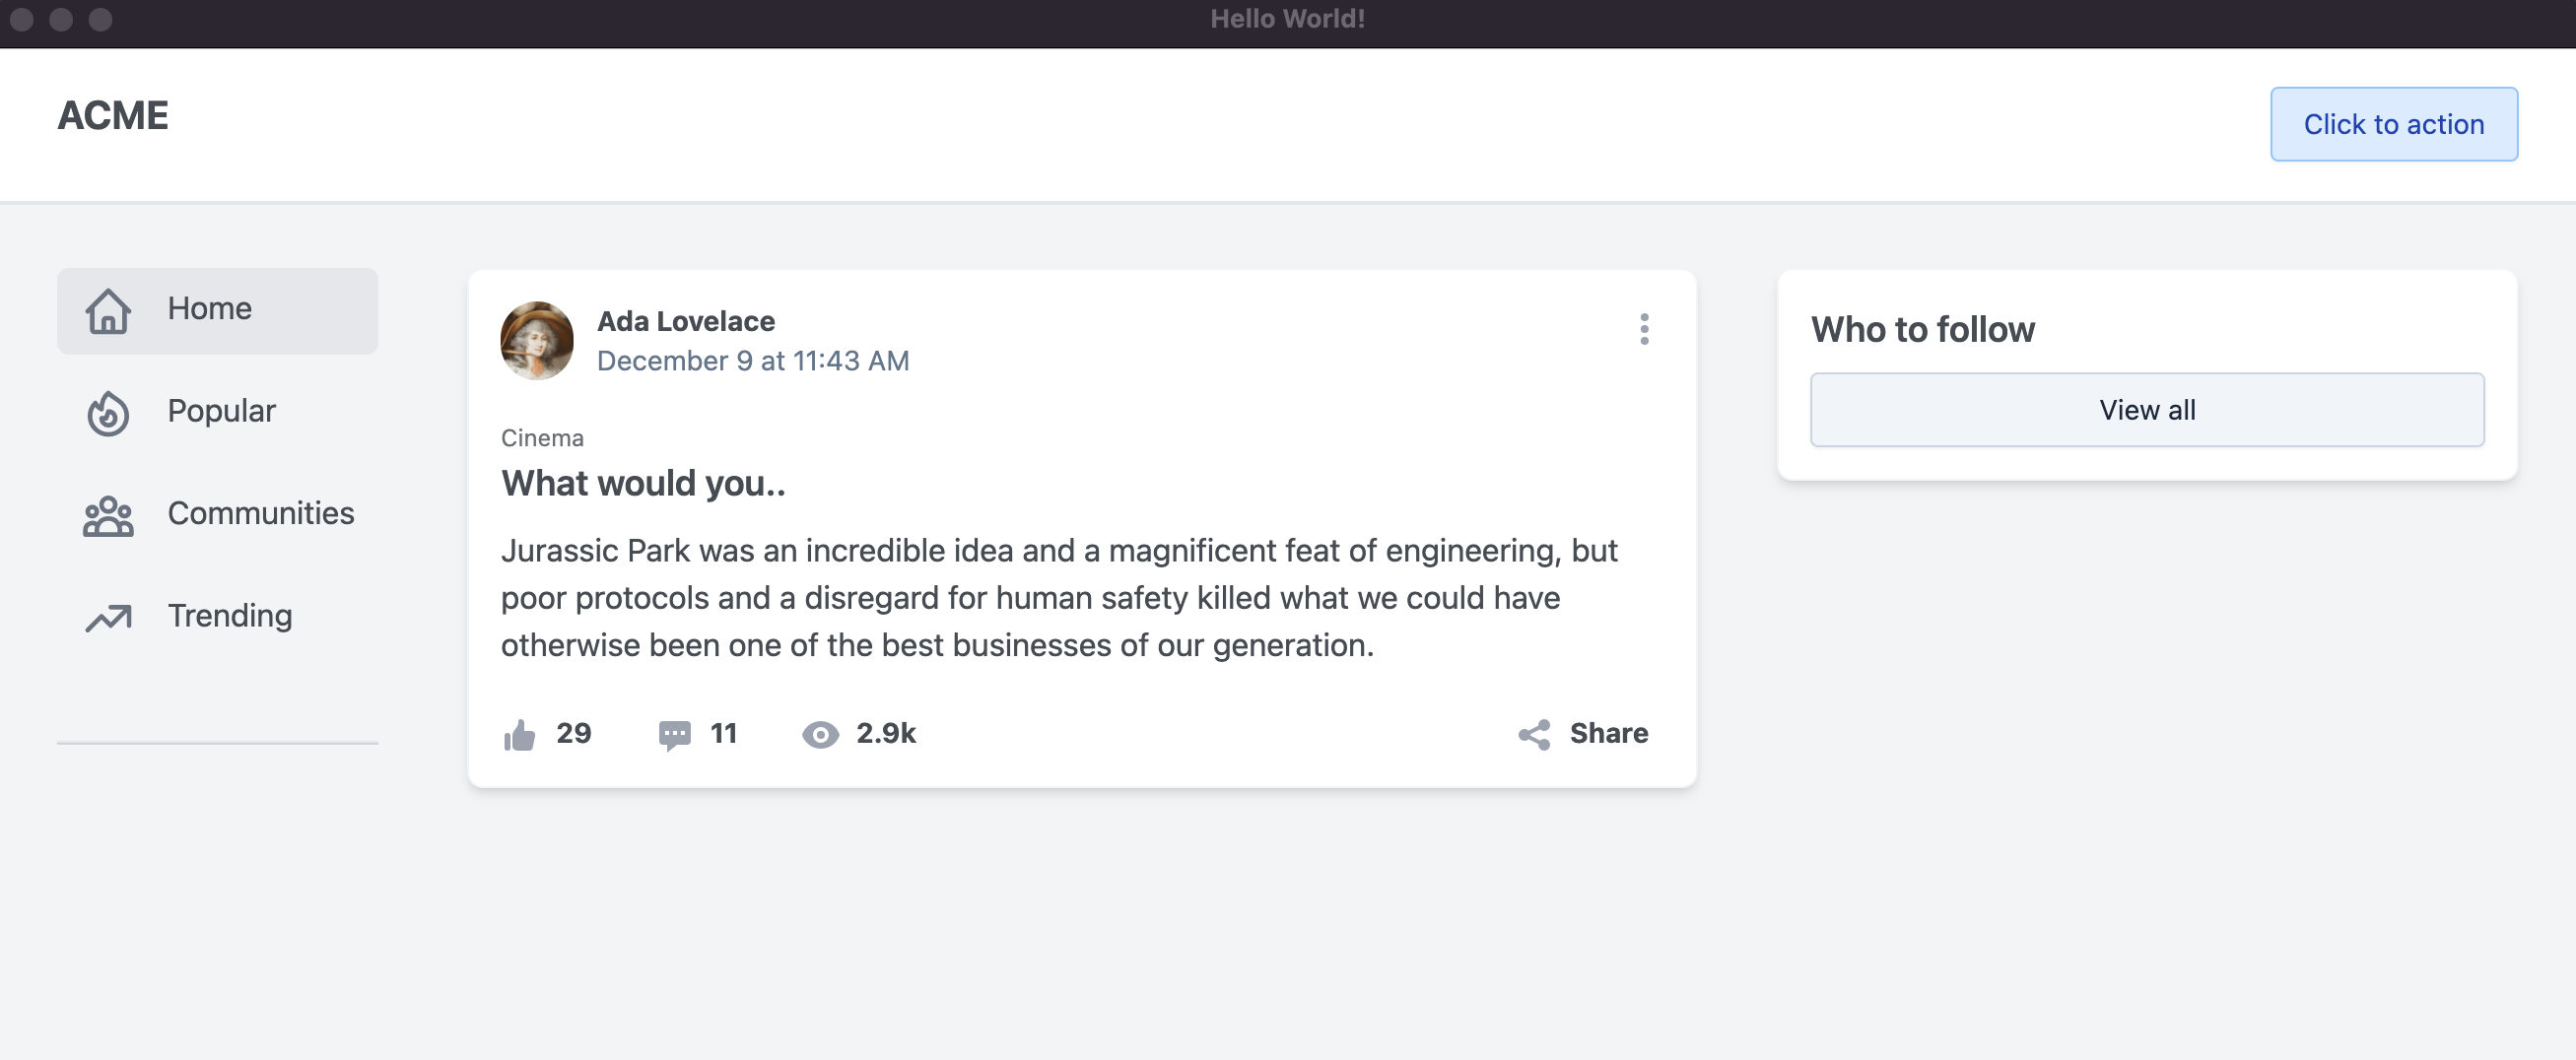 Hello World!
ACME
Click to action
Home
Popular
Communities
Trending
Ada Lovelace
December 9 at 11:43 AM
Cinema
What would you..
Jurassic Park was an incredible idea and a magnificent feat of engineering, but
poor protocols and a disregard for human safety killed what we could have
otherwise been one of the best businesses of our generation.
29
11
2.9k
Share
Who to follow
View all